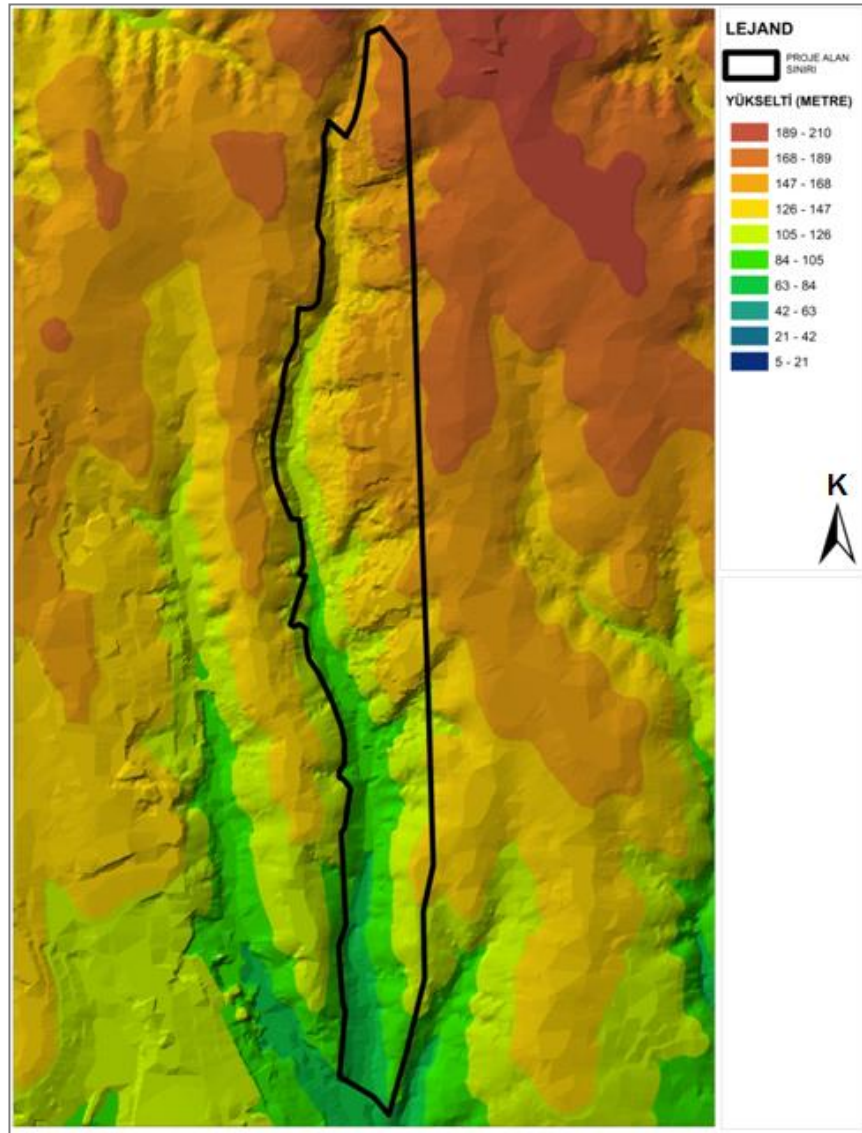 LEJAND
PROJE ALAN
SINIRI
YÜKSELTİ (METRE)
189 - 210
168 - 189
147 - 168
126 - 147
105 - 126
84 - 105
63 - 84
42 - 63
21 - 42
5 - 21
K